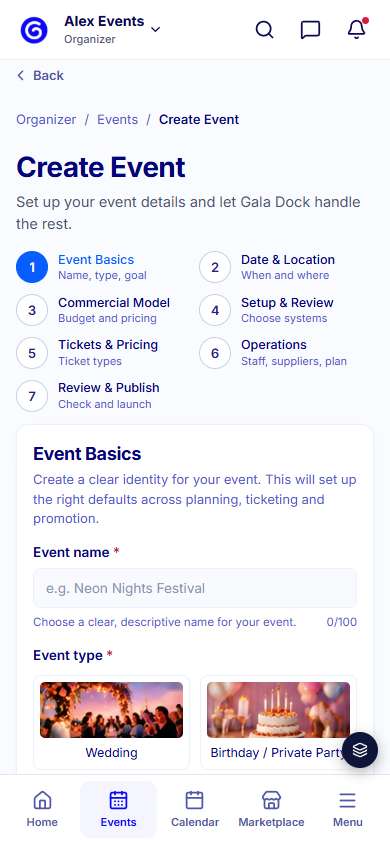 Alex Events
Organizer
Back
Organizer / Events / Create Event
Create Event
Set up your event details and let Gala Dock handle
the rest.
1 Event Basics
Name, type, goal
2 Date & Location
When and where
3 Commercial Model
Budget and pricing
4 Setup & Review
Choose systems
5 Tickets & Pricing
Ticket types
6 Operations
Staff, suppliers, plan
7 Review & Publish
Check and launch
Event Basics
Create a clear identity for your event. This will set up
the right defaults across planning, ticketing and
promotion.
Event name *
e.g. Neon Nights Festival
Choose a clear, descriptive name for your event. 0/100
Event type *
Wedding
Birthday / Private Party
Home
Events
Calendar
Marketplace
Menu